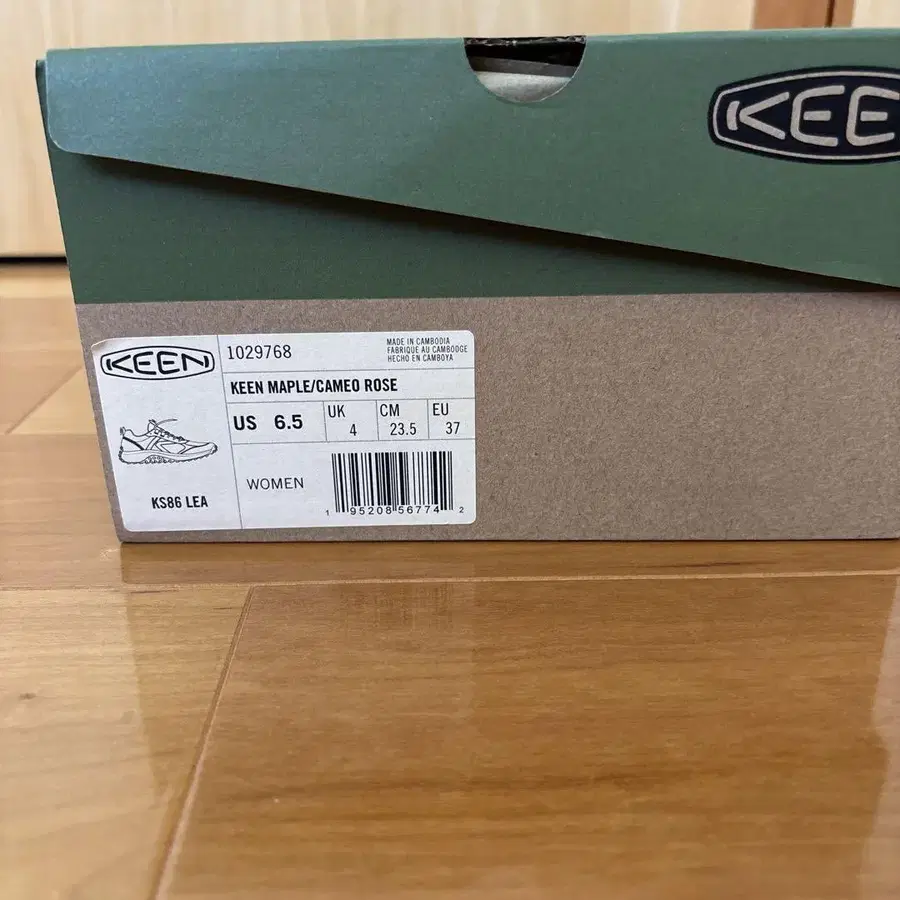 KEE
KEEN
1029768
MADE IN CAMBODIA
FABRIQUE AU CAMBODGE
HECHO EN CAMBOYA
KEEN MAPLE/CAMEO ROSE
US 6.5
UK 4
CM 23.5
EU 37
KS86 LEA
WOMEN
1 95208 56774 2